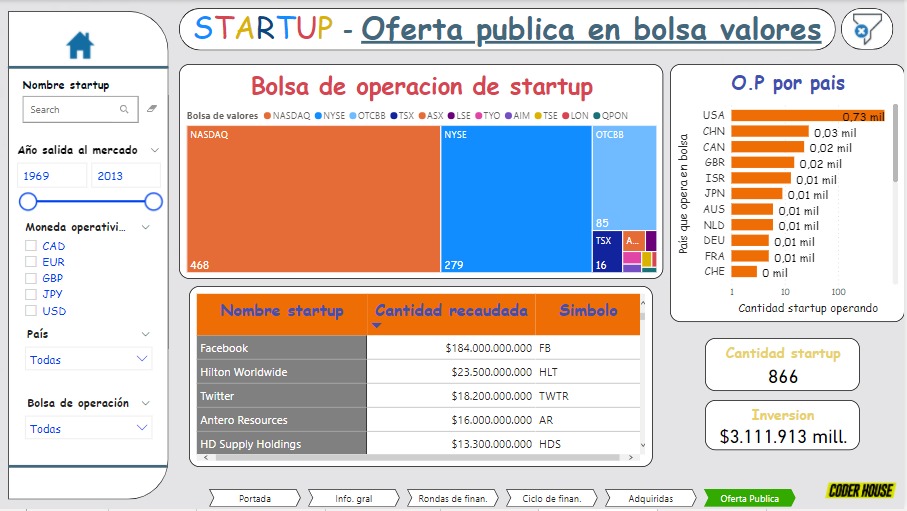 STARTUP - Oferta publica en bolsa valores
Nombre startup
Search
Año salida al mercado
1969 2013
Moneda operativi...
CAD
EUR
GBP
JPY
USD
País
Todas
Bolsa de operación
Todas
Bolsa de operacion de startup
Bolsa de valores NASDAQ NYSE OTCBB TSX ASX LSE TYO AIM TSE LON QPON
NASDAQ
468
NYSE
279
OTCBB
85
TSX
16
A...
O.P por pais
Pais que opera en bolsa
USA 0,73 mil
CHN 0,03 mil
CAN 0,02 mil
GBR 0,02 mil
ISR 0,01 mil
JPN 0,01 mil
AUS 0,01 mil
NLD 0,01 mil
DEU 0,01 mil
FRA 0,01 mil
CHE 0 mil
1 10 100
Cantidad startup operando
Nombre startup Cantidad recaudada Simbolo
Facebook $184.000.000.000 FB
Hilton Worldwide $23.500.000.000 HLT
Twitter $18.200.000.000 TWTR
Antero Resources $16.000.000.000 AR
HD Supply Holdings $13.300.000.000 HDS
Cantidad startup
866
Inversion
$3.111.913 mill.
Portada
Info. gral
Rondas de finan.
Ciclo de finan.
Adquiridas
Oferta Publica
CODER HOUSE